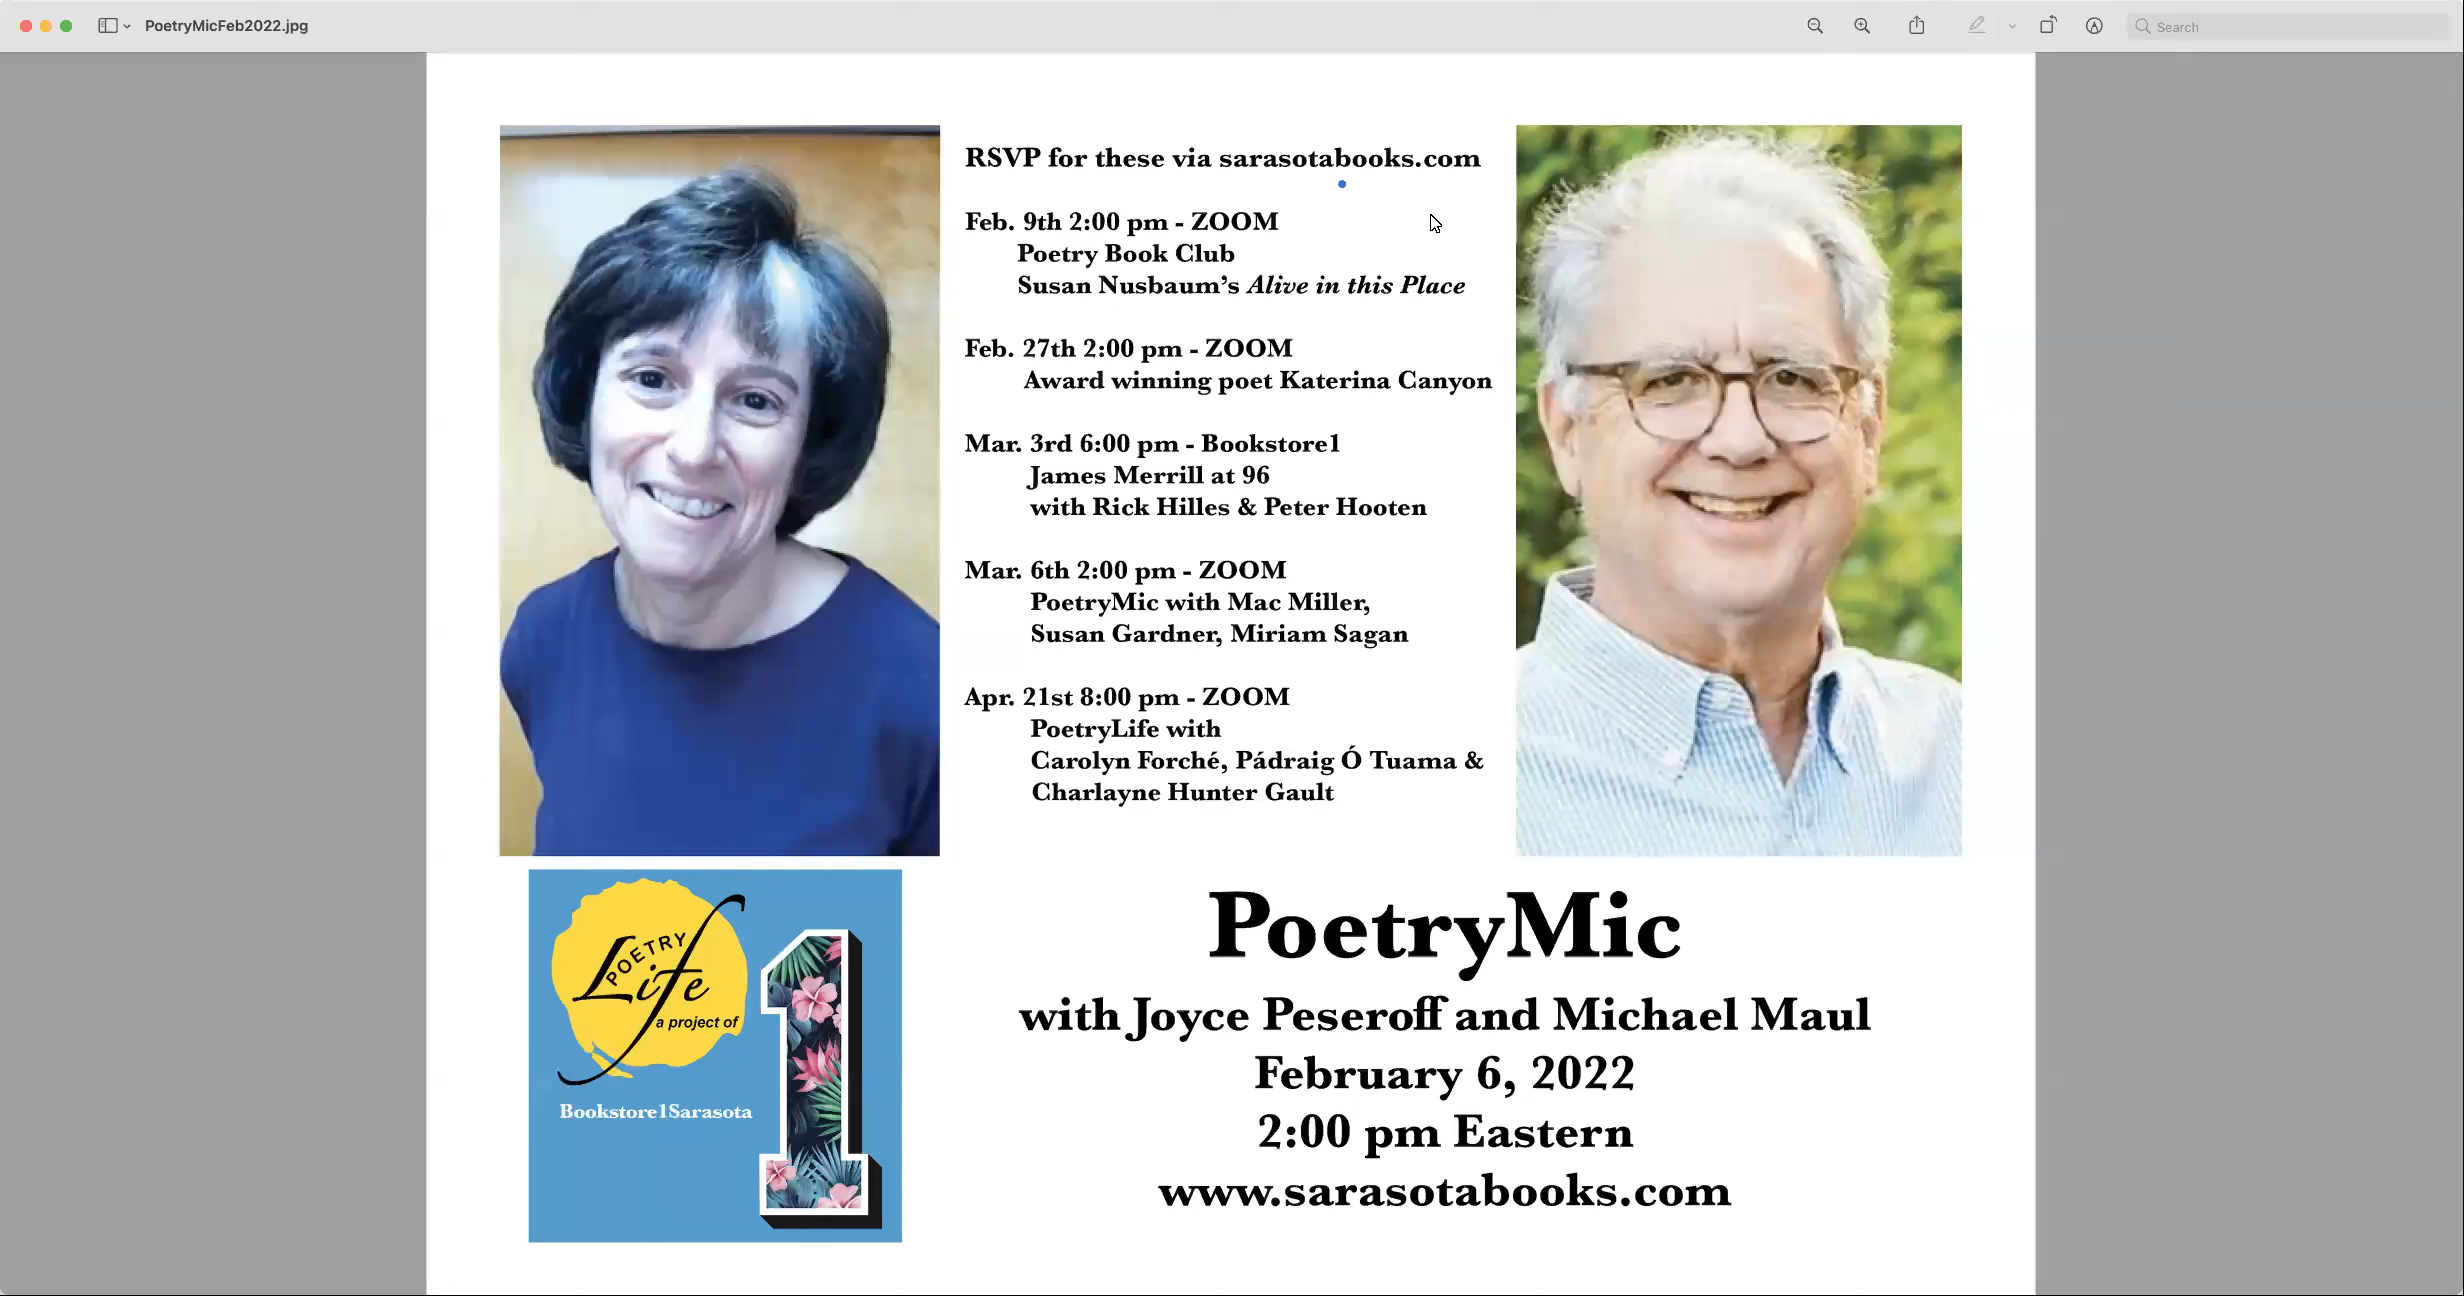 PoetryMicFeb2022.jpg
Search
RSVP for these via sarasotabooks.com
Feb. 9th 2:00 pm - ZOOM
Poetry Book Club
Susan Nusbaum’s Alive in this Place
Feb. 27th 2:00 pm - ZOOM
Award winning poet Katerina Canyon
Mar. 3rd 6:00 pm - Bookstore1
James Merrill at 96
with Rick Hilles & Peter Hooten
Mar. 6th 2:00 pm - ZOOM
PoetryMic with Mac Miller,
Susan Gardner, Miriam Sagan
Apr. 21st 8:00 pm - ZOOM
PoetryLife with
Carolyn Forché, Pádraig Ó Tuama &
Charlayne Hunter Gault
POETRY
Life
a project of
Bookstore1Sarasota
1
PoetryMic
with Joyce Peseroff and Michael Maul
February 6, 2022
2:00 pm Eastern
www.sarasotabooks.com